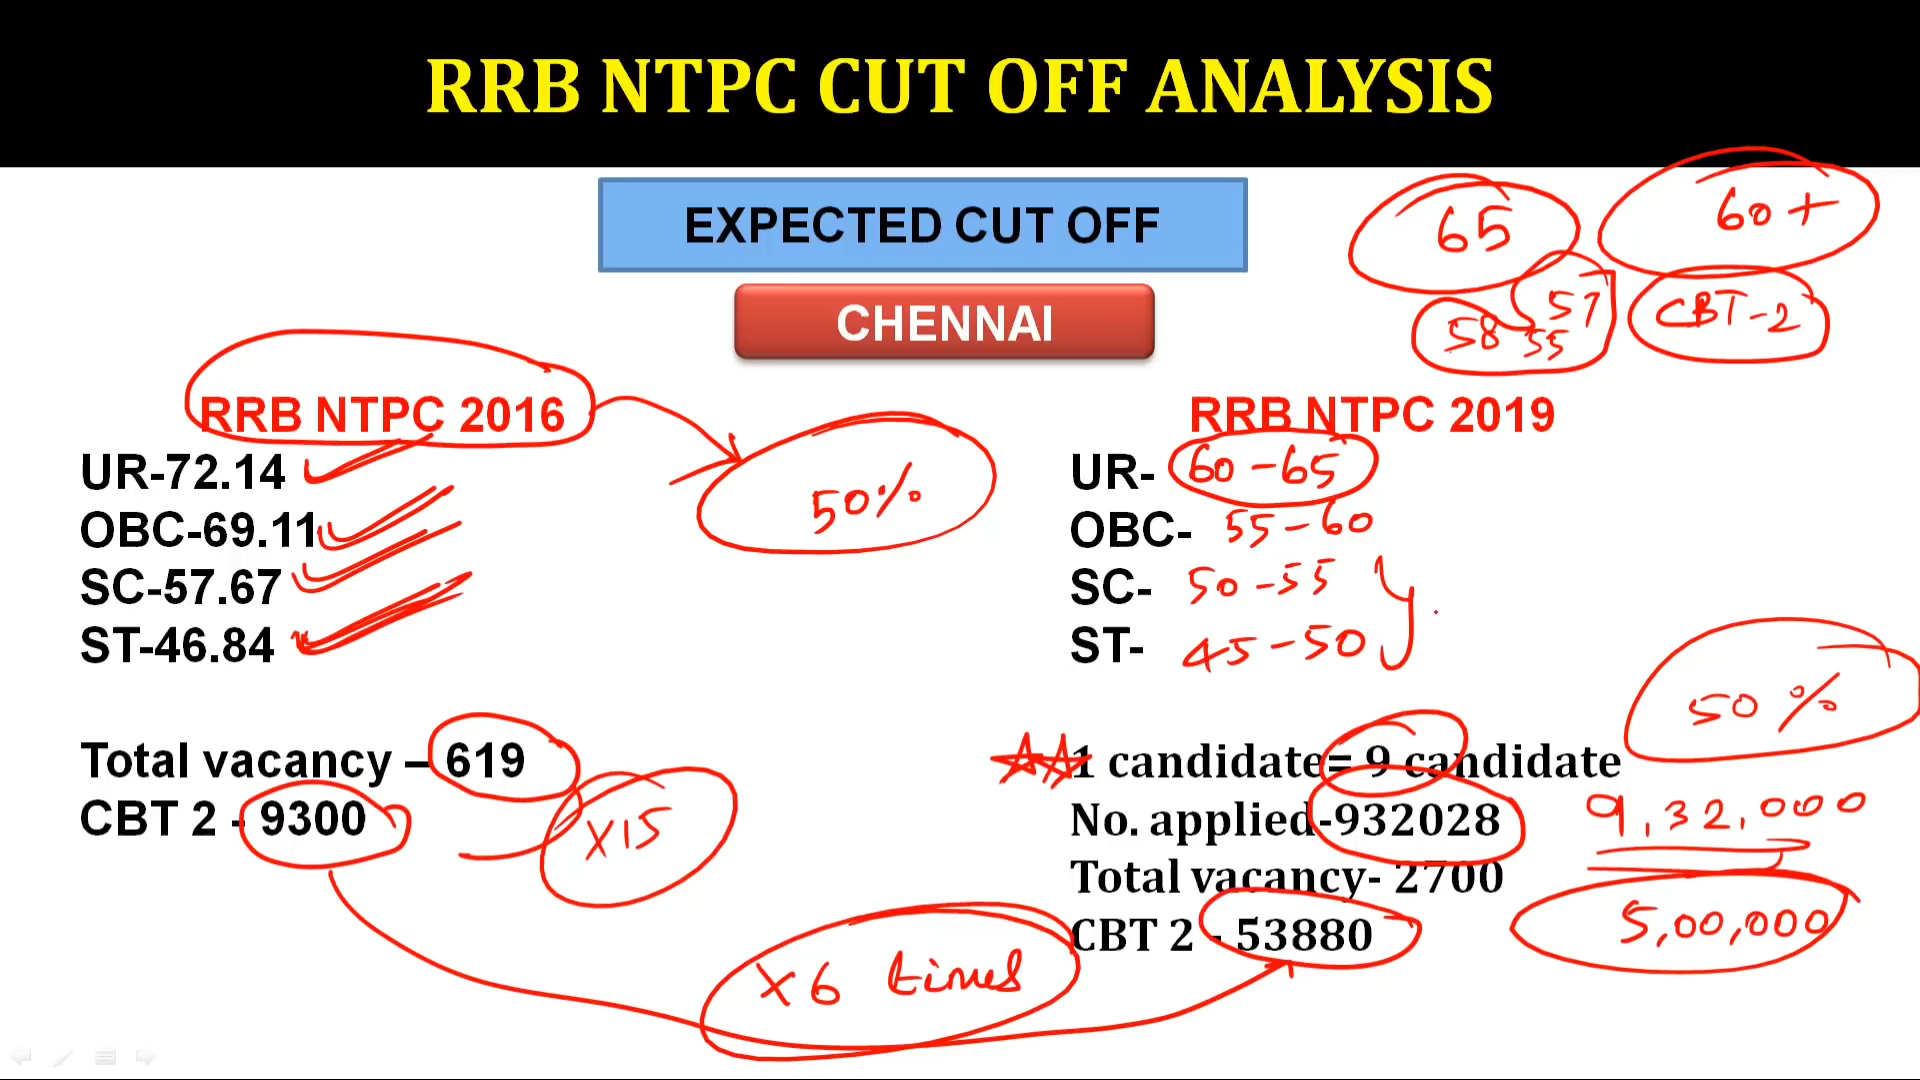 RRB NTPC CUT OFF ANALYSIS
EXPECTED CUT OFF
CHENNAI
65
60+
58
57
55
CBT-2
RRB NTPC 2016
UR-72.14
OBC-69.11
SC-57.67
ST-46.84
50%
Total vacancy – 619
CBT 2 - 9300
X15
X6 times
RRB NTPC 2019
UR- 60-65
OBC- 55-60
SC- 50-55
ST- 45-50
50%
1 candidate= 9 candidate
No. applied-932028
9,32,000
Total vacancy- 2700
CBT 2 - 53880
5,00,000